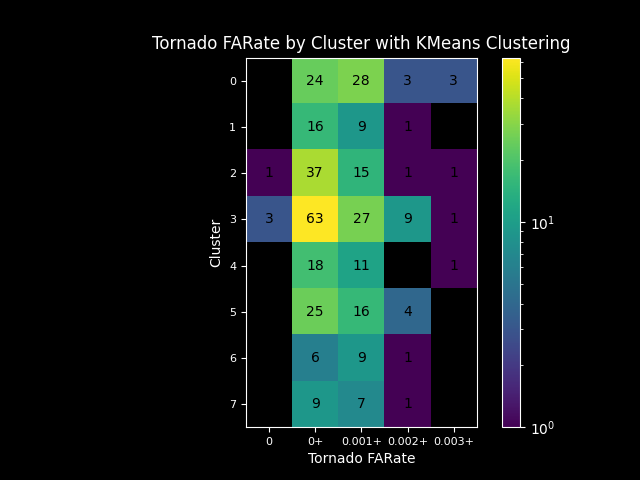 Tornado FARate by Cluster with KMeans Clustering
0 24 28 3 3
1 16 9 1
2 1 37 15 1 1
3 3 63 27 9 1
4 18 11 1
5 25 16 4
6 6 9 1
7 9 7 1
0 0+ 0.001+ 0.002+ 0.003+
Tornado FARate
Cluster
10^1
10^0